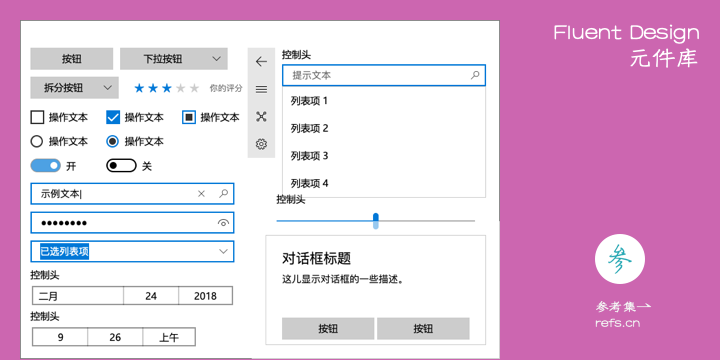 按钮
下拉按钮
拆分按钮
你的评分
操作文本
操作文本
操作文本
操作文本
操作文本
开
关
示例文本
已选列表项
控制头
二月 24 2018
控制头
9 26 上午
控制头
提示文本
列表项 1
列表项 2
列表项 3
列表项 4
控制头
对话框标题
这儿显示对话框的一些描述。
按钮
按钮
Fluent Design
元件库
参
参考集
refs.cn